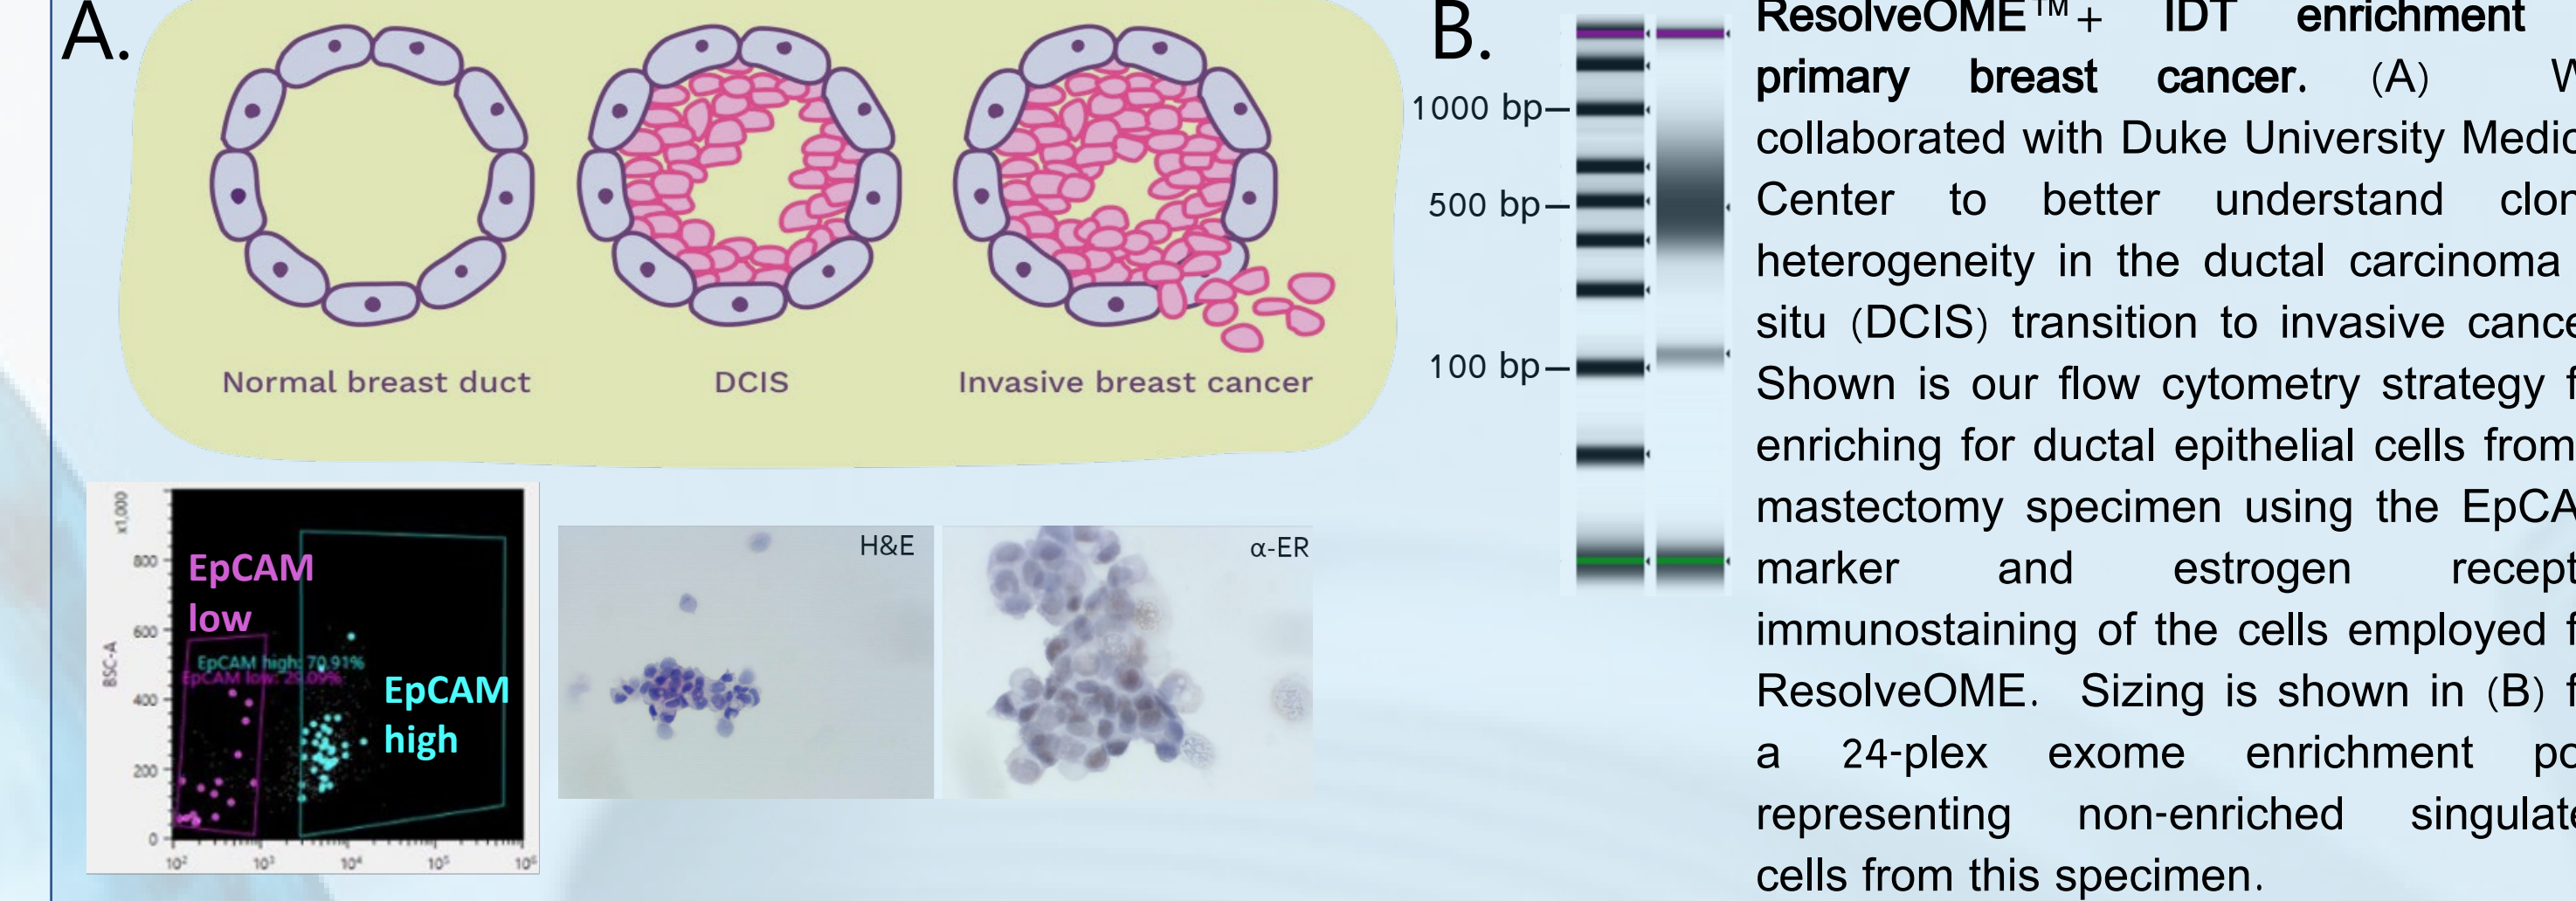 A.
Normal breast duct
DCIS
Invasive breast cancer
x1,000
800
600
400
200
0
BSC-A
EpCAM
low
EpCAM high: 70.91%
EpCAM low: 29.09%
EpCAM
high
10²
10³
10⁴
10⁵
10⁶
H&E
α-ER
B.
1000 bp
500 bp
100 bp
ResolveOME™+ IDT enrichment
primary breast cancer. (A) W
collaborated with Duke University Medic
Center to better understand clon
heterogeneity in the ductal carcinoma
situ (DCIS) transition to invasive cance
Shown is our flow cytometry strategy f
enriching for ductal epithelial cells from
mastectomy specimen using the EpCA
marker and estrogen recept
immunostaining of the cells employed f
ResolveOME. Sizing is shown in (B) f
a 24-plex exome enrichment po
representing non-enriched singulate
cells from this specimen.